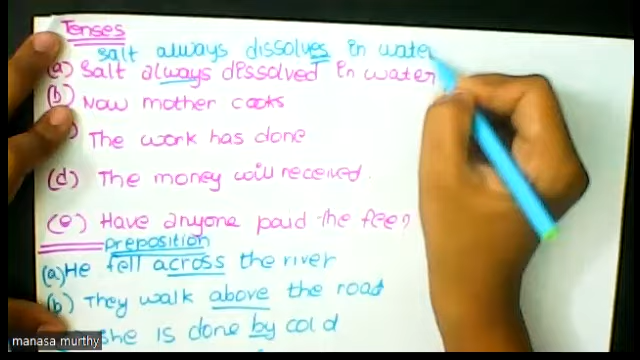 Tenses
Salt always dissolves in water
(a) Salt always dissolved in water
(b) Now mother cooks
) The work has done
(d) The money will received.
(e) Have anyone paid the fee?
preposition
(a) He fell across the river
(b) They walk above the road
she is done by cold
manasa murthy